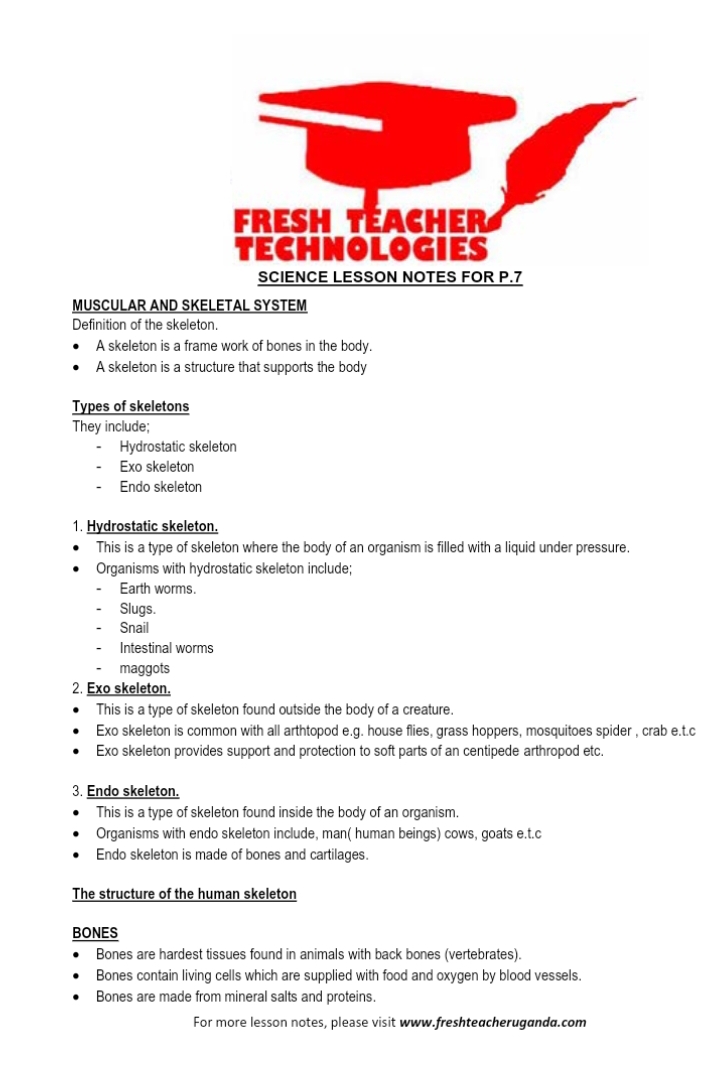 FRESH TEACHER
TECHNOLOGIES
SCIENCE LESSON NOTES FOR P.7
MUSCULAR AND SKELETAL SYSTEM
Definition of the skeleton.
• A skeleton is a frame work of bones in the body.
• A skeleton is a structure that supports the body
Types of skeletons
They include;
- Hydrostatic skeleton
- Exo skeleton
- Endo skeleton
1. Hydrostatic skeleton.
• This is a type of skeleton where the body of an organism is filled with a liquid under pressure.
• Organisms with hydrostatic skeleton include;
- Earth worms.
- Slugs.
- Snail
- Intestinal worms
- maggots
2. Exo skeleton.
• This is a type of skeleton found outside the body of a creature.
• Exo skeleton is common with all arthtopod e.g. house flies, grass hoppers, mosquitoes spider , crab e.t.c
• Exo skeleton provides support and protection to soft parts of an centipede arthropod etc.
3. Endo skeleton.
• This is a type of skeleton found inside the body of an organism.
• Organisms with endo skeleton include, man( human beings) cows, goats e.t.c
• Endo skeleton is made of bones and cartilages.
The structure of the human skeleton
BONES
• Bones are hardest tissues found in animals with back bones (vertebrates).
• Bones contain living cells which are supplied with food and oxygen by blood vessels.
• Bones are made from mineral salts and proteins.
For more lesson notes, please visit www.freshteacheruganda.com